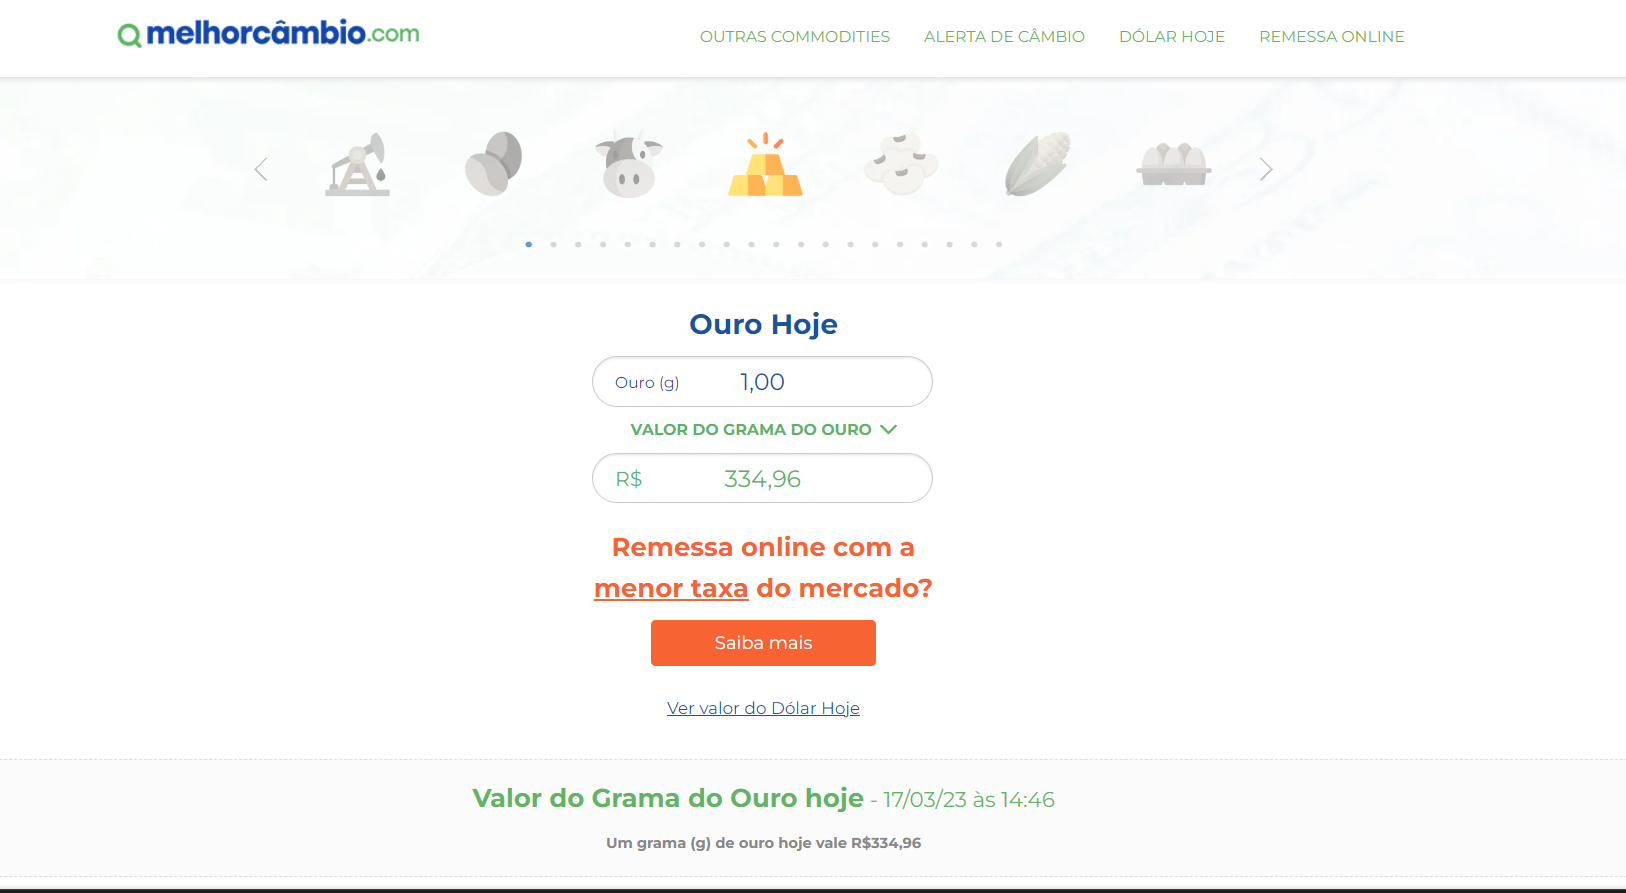 melhorcâmbio.com
OUTRAS COMMODITIES ALERTA DE CÂMBIO DÓLAR HOJE REMESSA ONLINE
Ouro Hoje
Ouro (g) 1,00
VALOR DO GRAMA DO OURO
R$ 334,96
Remessa online com a
menor taxa do mercado?
Saiba mais
Ver valor do Dólar Hoje
Valor do Grama do Ouro hoje - 17/03/23 às 14:46
Um grama (g) de ouro hoje vale R$334,96